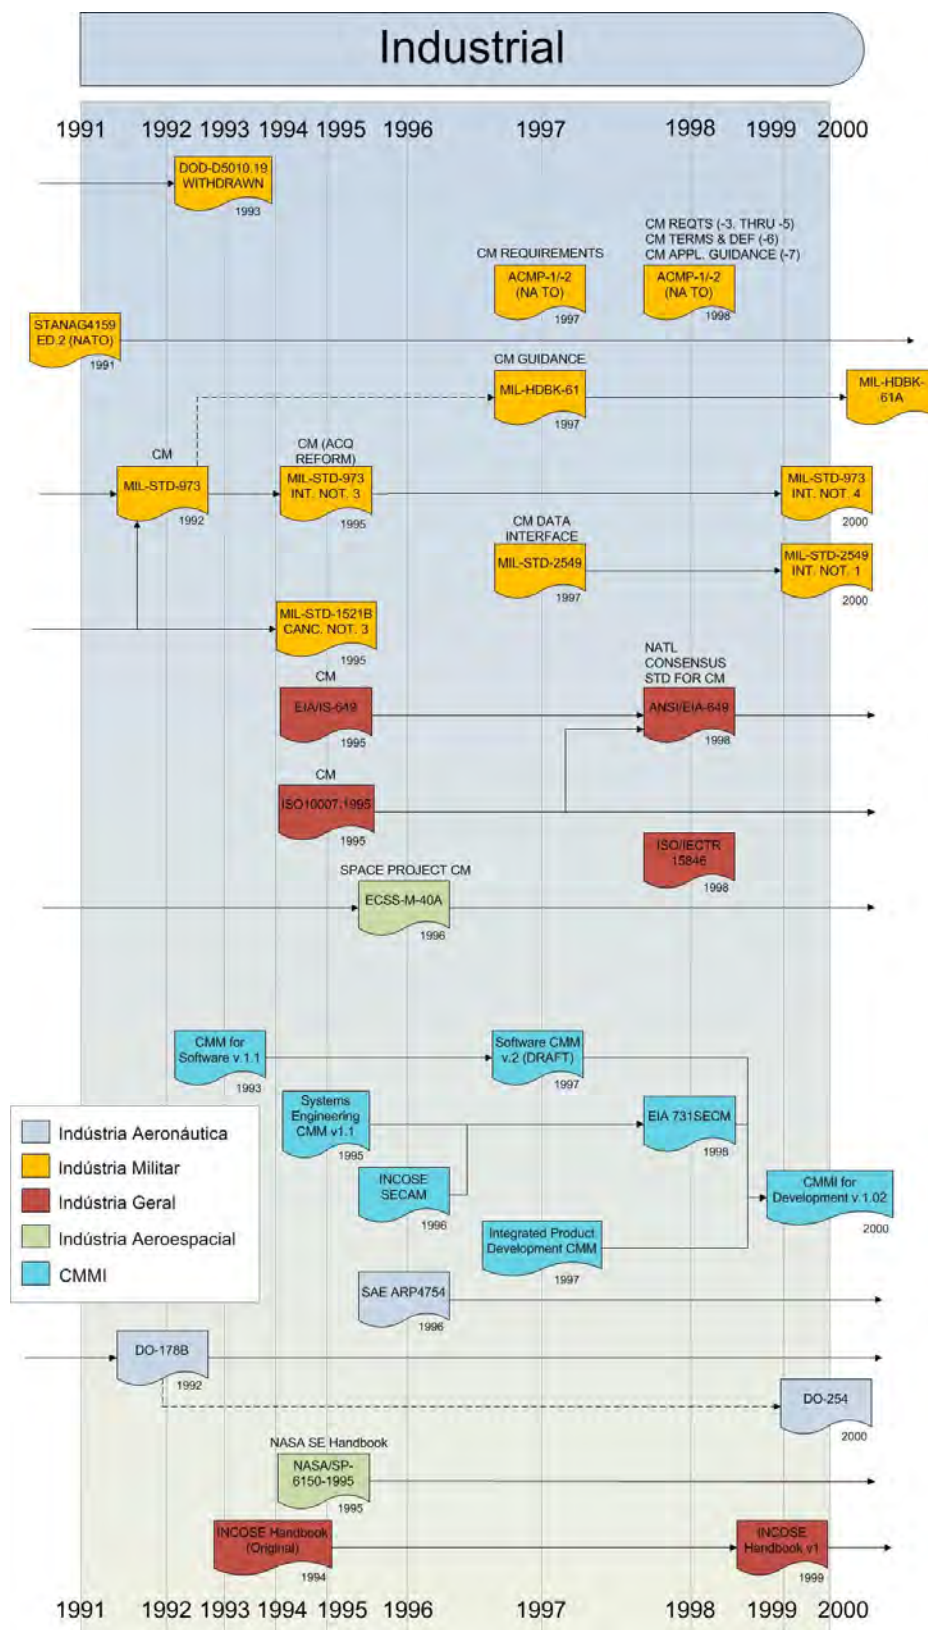 Industrial
1991 1992 1993 1994 1995 1996 1997 1998 1999 2000
DOD-D5010.19
WITHDRAWN
1993
CM REQUIREMENTS
ACMP-1/-2
(NA TO)
1997
CM REQTS (-3. THRU -5)
CM TERMS & DEF (-6)
CM APPL. GUIDANCE (-7)
ACMP-1/-2
(NA TO)
1998
STANAG4159
ED.2 (NATO)
1991
CM GUIDANCE
MIL-HDBK-61
1997
MIL-HDBK-
61A
CM
MIL-STD-973
1992
CM (ACQ
REFORM)
MIL-STD-973
INT. NOT. 3
1995
MIL-STD-973
INT. NOT. 4
2000
CM DATA
INTERFACE
MIL-STD-2549
1997
MIL-STD-2549
INT. NOT. 1
2000
MIL-STD-1521B
CANC. NOT. 3
1995
CM
EIA/IS-649
1995
NATL
CONSENSUS
STD FOR CM
ANSI/EIA-649
1998
CM
ISO10007:1995
1995
ISO/IECTR
15846
1998
SPACE PROJECT CM
ECSS-M-40A
1996
CMM for
Software v.1.1
1993
Software CMM
v.2 (DRAFT)
1997
Systems
Engineering
CMM v1.1
1995
EIA 731SECM
1998
INCOSE
SECAM
1996
CMMI for
Development v.1.02
2000
Integrated Product
Development CMM
1997
Indústria Aeronáutica
Indústria Militar
Indústria Geral
Indústria Aeroespacial
CMMI
SAE ARP4754
1996
DO-178B
1992
DO-254
2000
NASA SE Handbook
NASA/SP-
6150-1995
1995
INCOSE Handbook
(Original)
1994
INCOSE
Handbook v1
1999
1991 1992 1993 1994 1995 1996 1997 1998 1999 2000